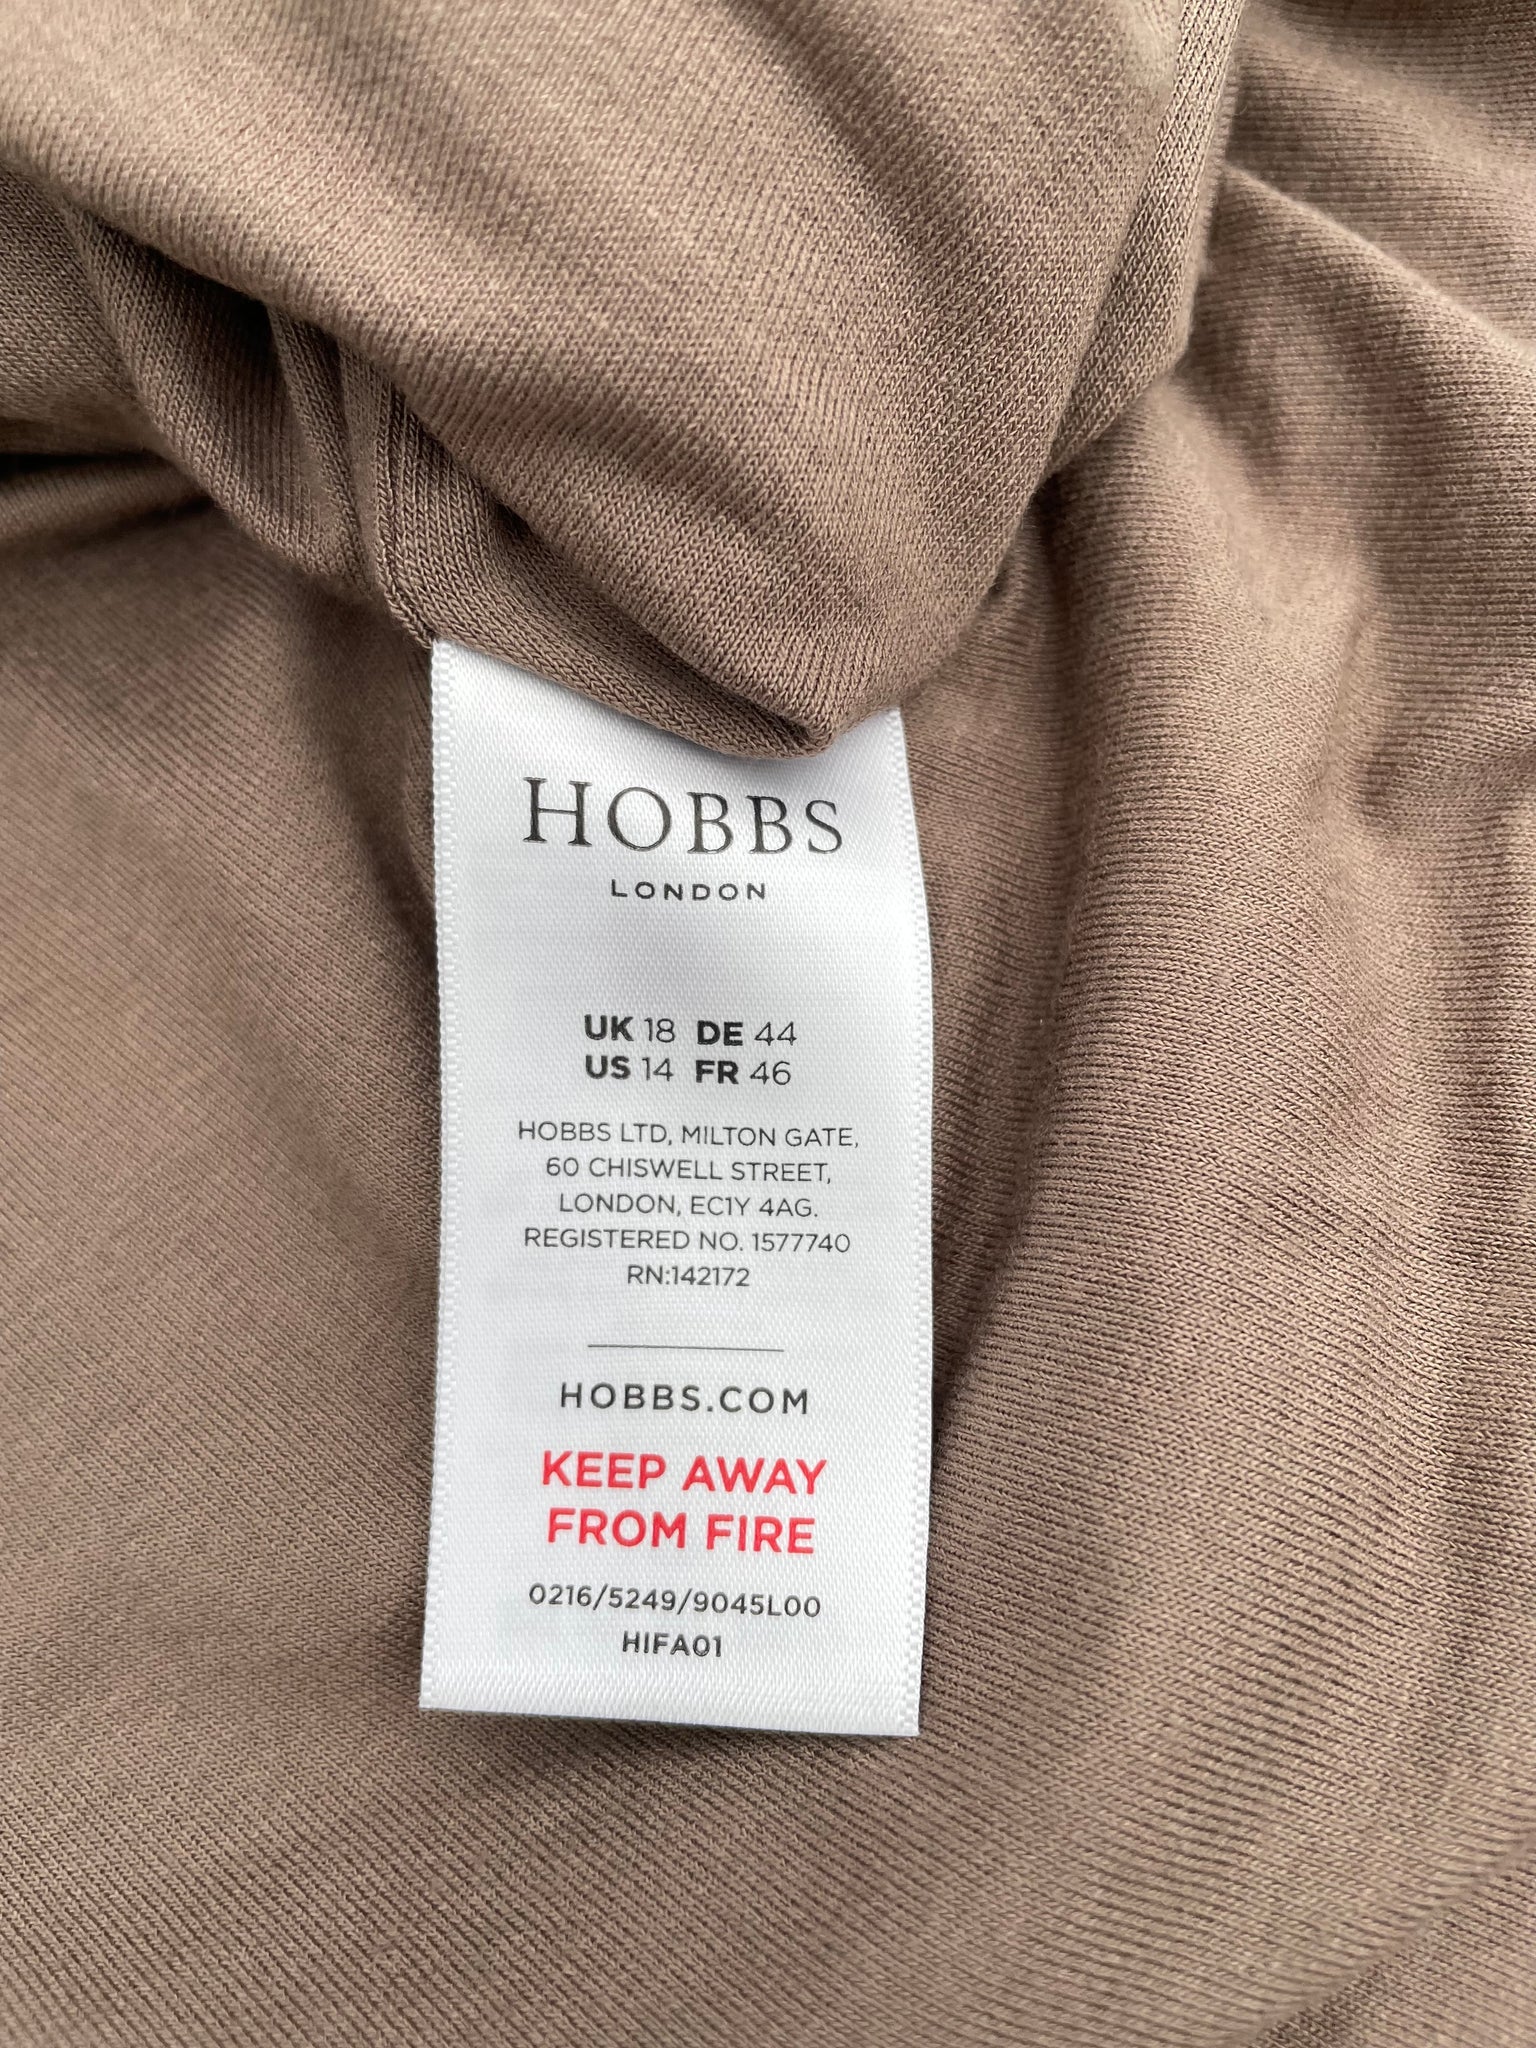 HOBBS
LONDON
UK 18 DE 44
US 14 FR 46
HOBBS LTD, MILTON GATE,
60 CHISWELL STREET,
LONDON, EC1Y 4AG.
REGISTERED NO. 1577740
RN:142172
HOBBS.COM
KEEP AWAY
FROM FIRE
0216/5249/9045L00
HIFA01